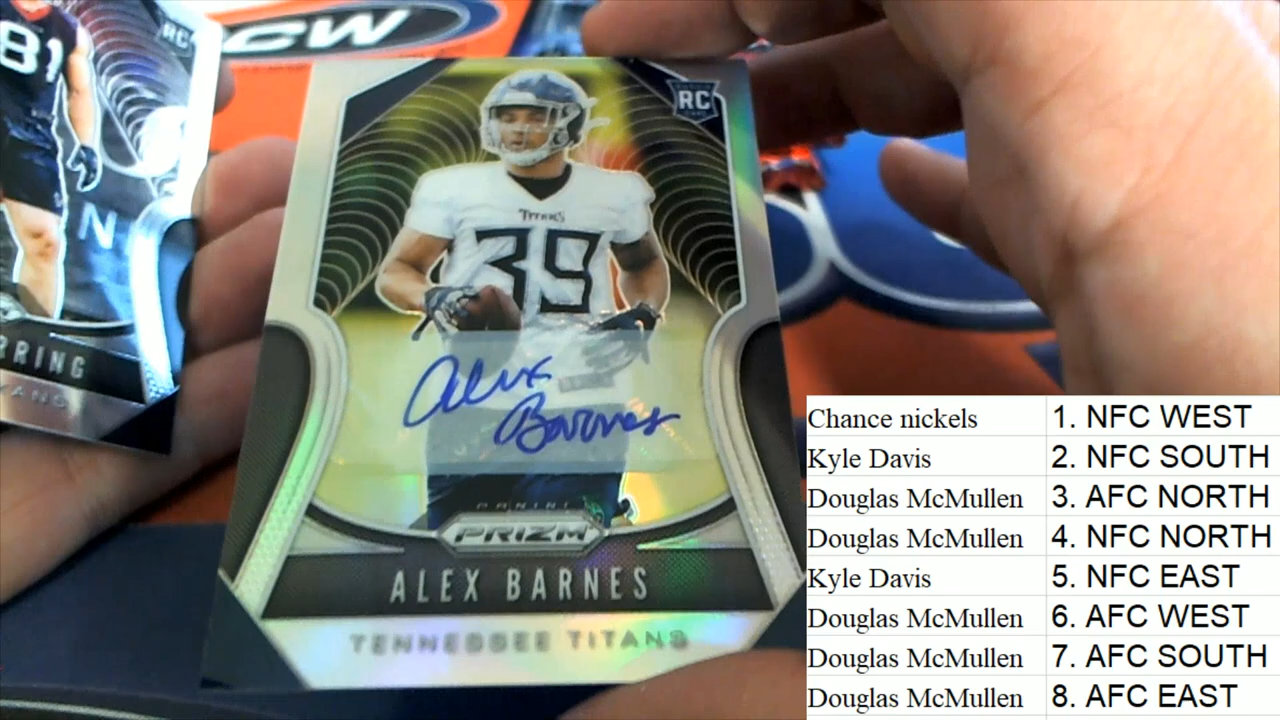 81
RC
CW
RC
TITANS
39
Alex
Barnes
PANINI
PRIZM
ALEX BARNES
TENNESSEE TITANS
N
RRING
Chance nickels 1. NFC WEST
Kyle Davis 2. NFC SOUTH
Douglas McMullen 3. AFC NORTH
Douglas McMullen 4. NFC NORTH
Kyle Davis 5. NFC EAST
Douglas McMullen 6. AFC WEST
Douglas McMullen 7. AFC SOUTH
Douglas McMullen 8. AFC EAST